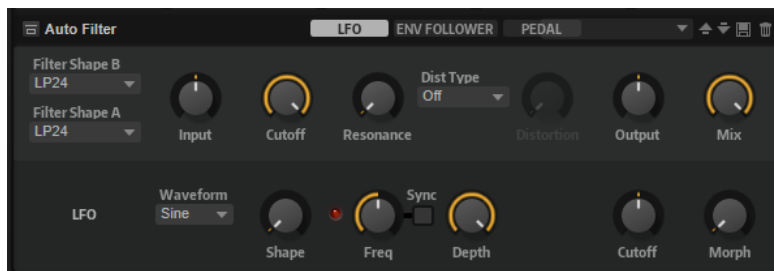 Auto Filter LFO ENV FOLLOWER PEDAL
Filter Shape B
LP24
Filter Shape A
LP24
Dist Type
Off
Input Cutoff Resonance Distortion Output Mix
LFO
Waveform
Sine
Sync
Shape Freq Depth Cutoff Morph